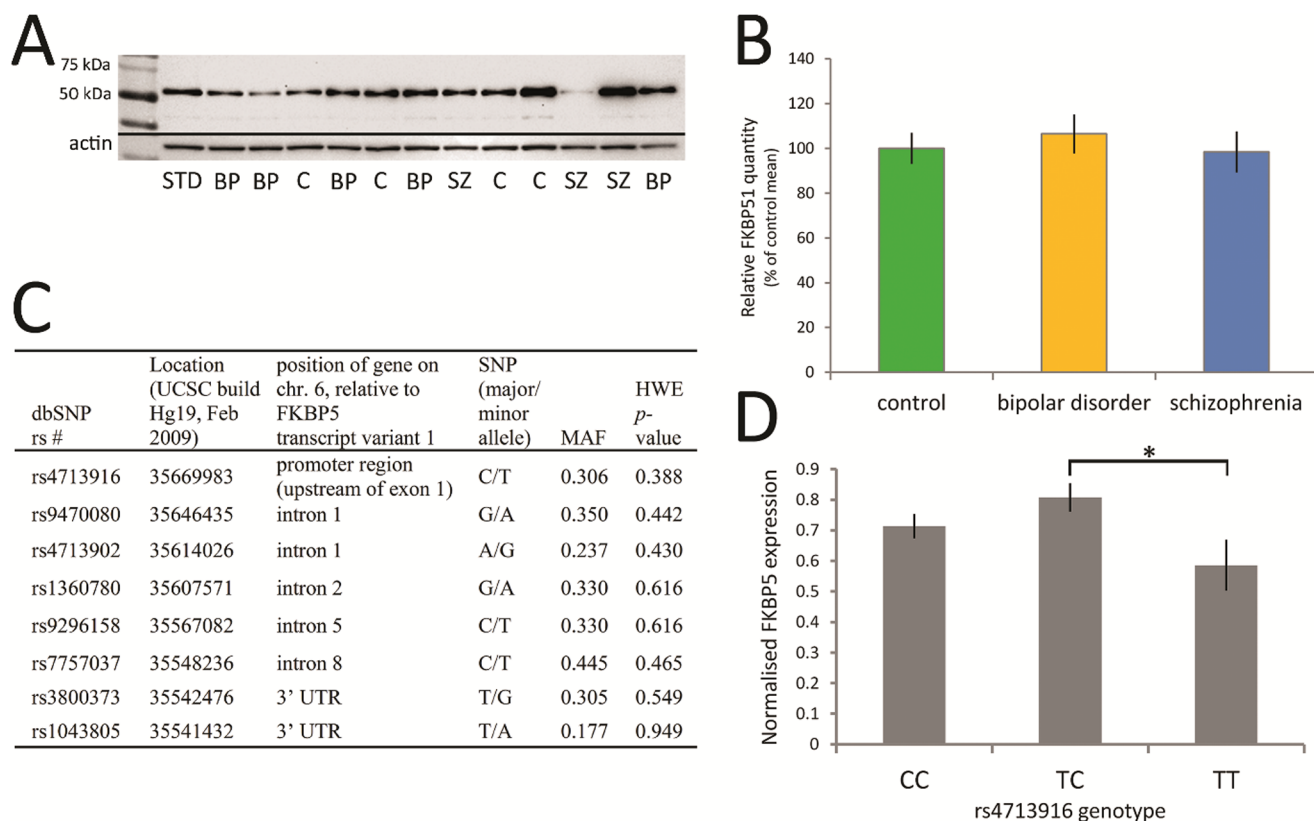 A
75 kDa
50 kDa
actin
STD BP BP C BP C BP SZ C C SZ SZ BP
B
Relative FKBP51 quantity
(% of control mean)
140
120
100
80
60
40
20
0
control bipolar disorder schizophrenia
C
dbSNP
rs #
Location
(UCSC build
Hg19, Feb
2009)
position of gene on
chr. 6, relative to
FKBP5
transcript variant 1
SNP
(major/
minor
allele)
MAF
HWE
p-
value
rs4713916 35669983 promoter region
(upstream of exon 1) C/T 0.306 0.388
rs9470080 35646435 intron 1 G/A 0.350 0.442
rs4713902 35614026 intron 1 A/G 0.237 0.430
rs1360780 35607571 intron 2 G/A 0.330 0.616
rs9296158 35567082 intron 5 C/T 0.330 0.616
rs7757037 35548236 intron 8 C/T 0.445 0.465
rs3800373 35542476 3' UTR T/G 0.305 0.549
rs1043805 35541432 3' UTR T/A 0.177 0.949
D
Normalised FKBP5 expression
0.9
0.8
0.7
0.6
0.5
0.4
0.3
0.2
0.1
0
*
CC TC TT
rs4713916 genotype